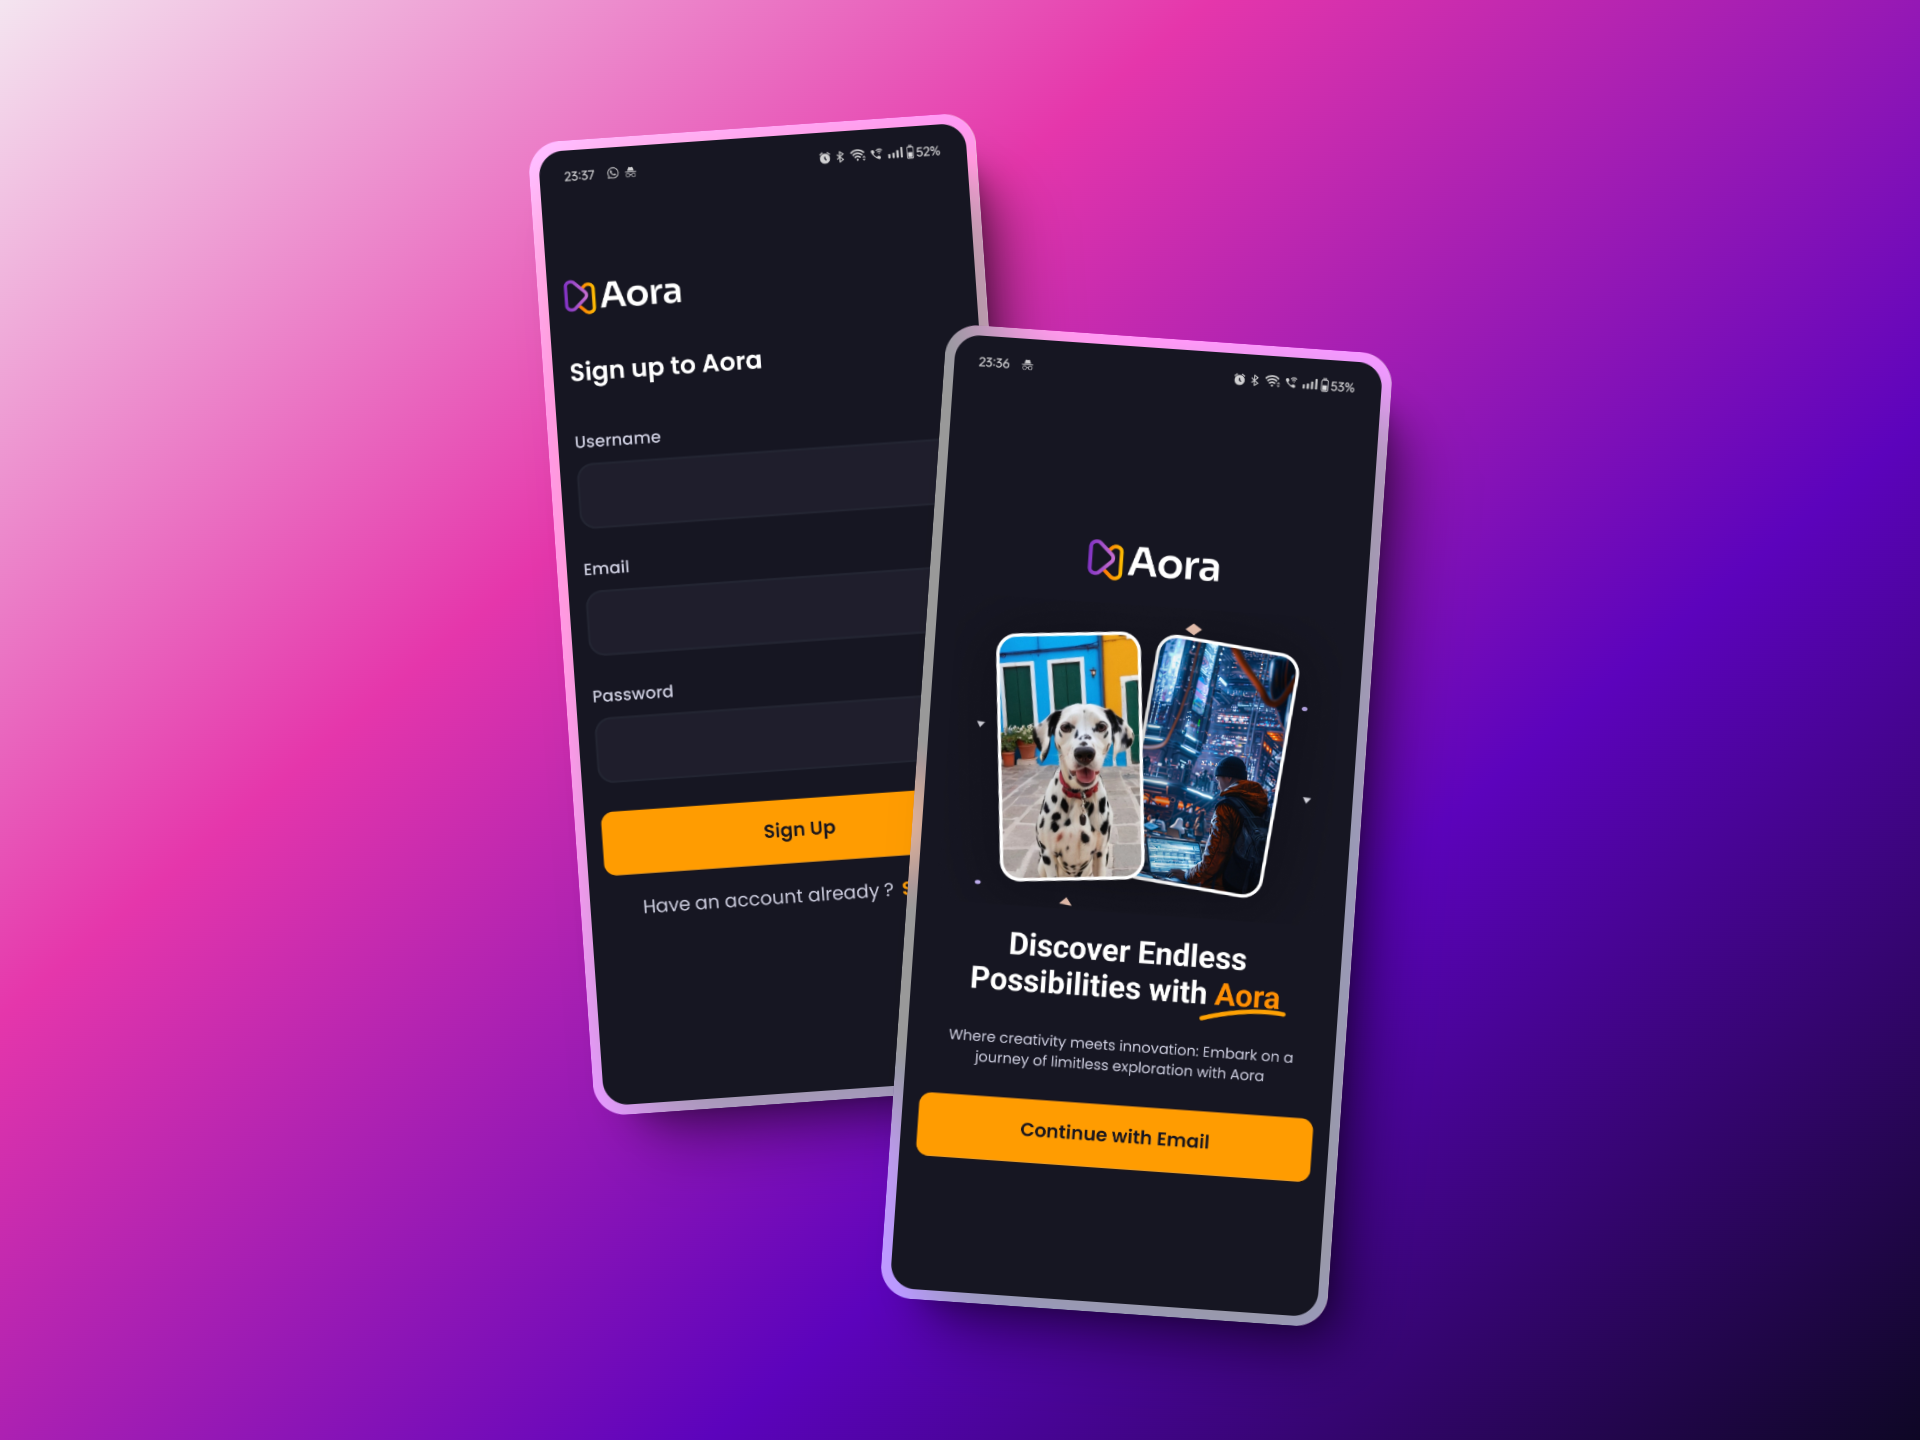 23:37
52%
Aora
Sign up to Aora
Username
Email
Password
Sign Up
Have an account already ?
23:36
53%
Aora
Discover Endless
Possibilities with Aora
Where creativity meets innovation: Embark on a
journey of limitless exploration with Aora
Continue with Email